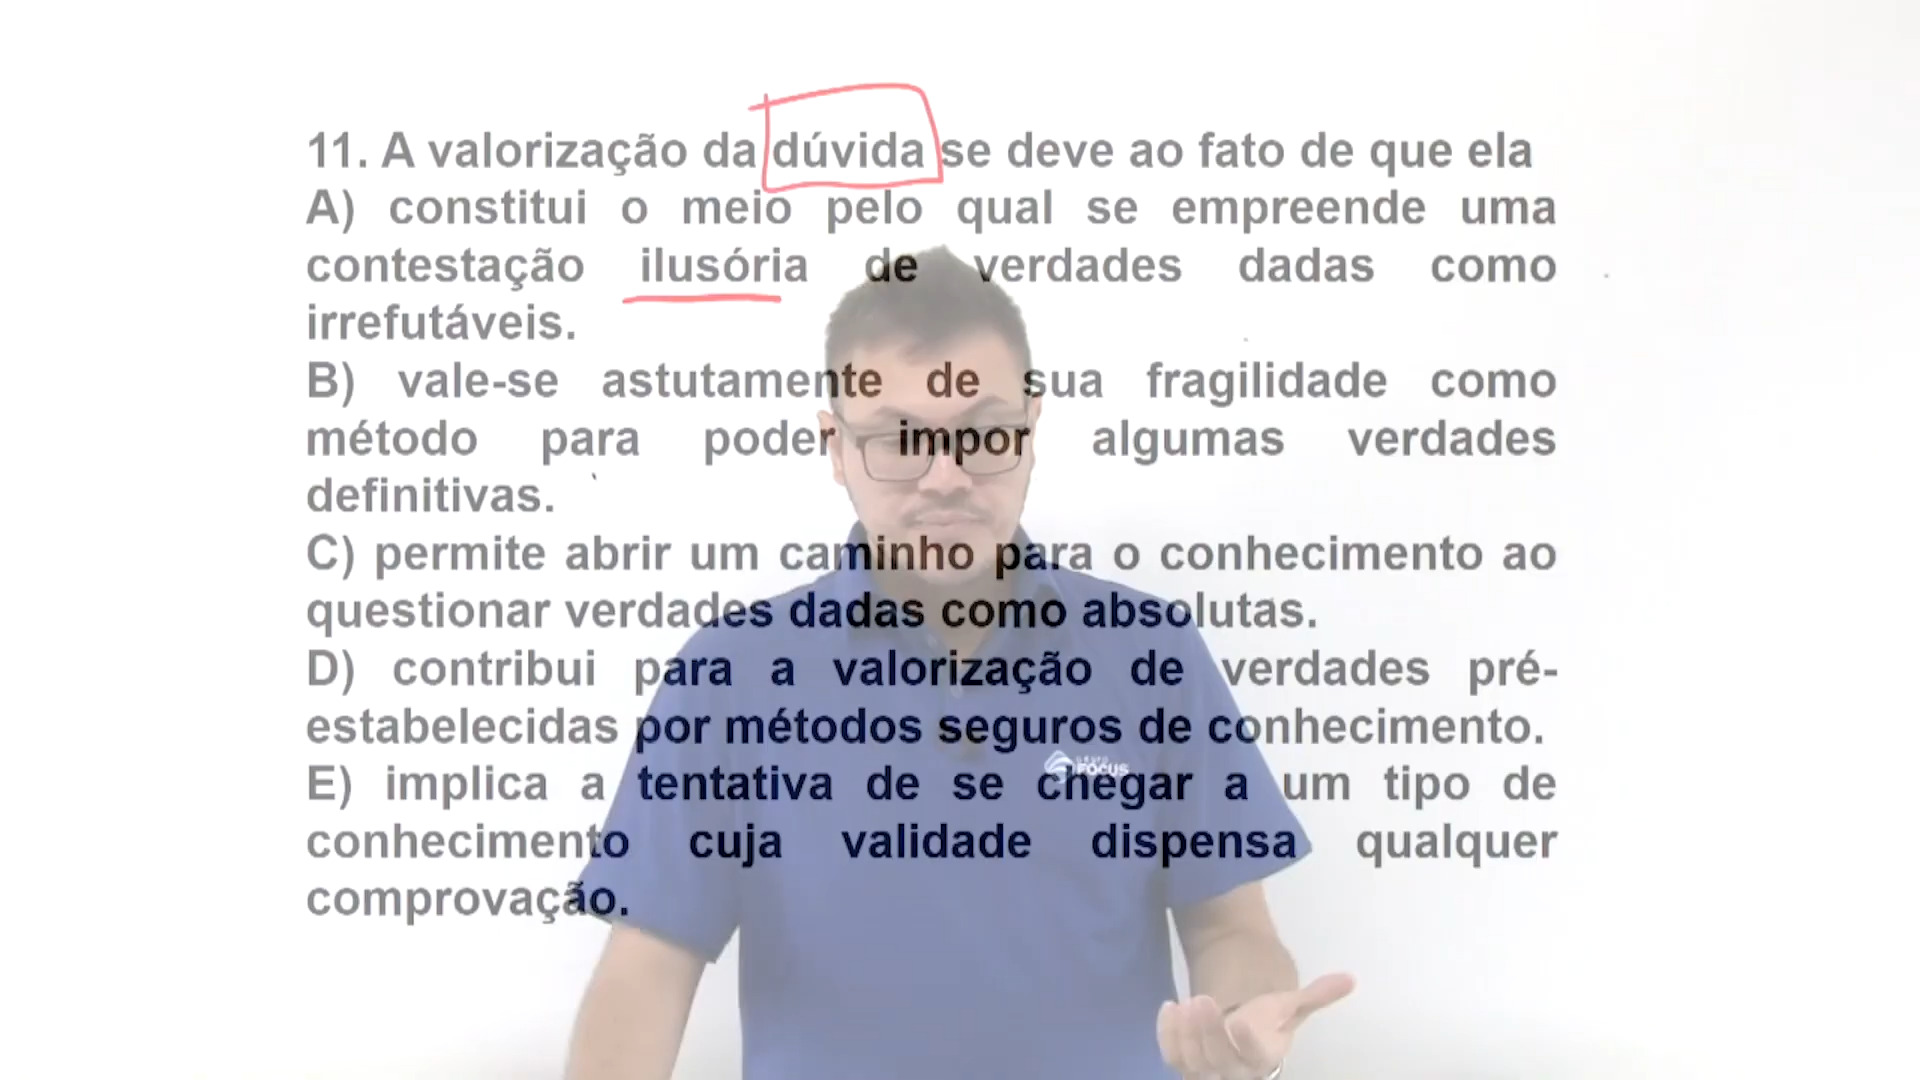 11. A valorização da dúvida se deve ao fato de que ela
A) constitui o meio pelo qual se empreende uma
contestação ilusória de verdades dadas como
irrefutáveis.
B) vale-se astutamente de sua fragilidade como
método para poder impor algumas verdades
definitivas.
C) permite abrir um caminho para o conhecimento ao
questionar verdades dadas como absolutas.
D) contribui para a valorização de verdades pré-
estabelecidas por métodos seguros de conhecimento.
FOCUS
E) implica a tentativa de se chegar a um tipo de
conhecimento cuja validade dispensa qualquer
comprovação.